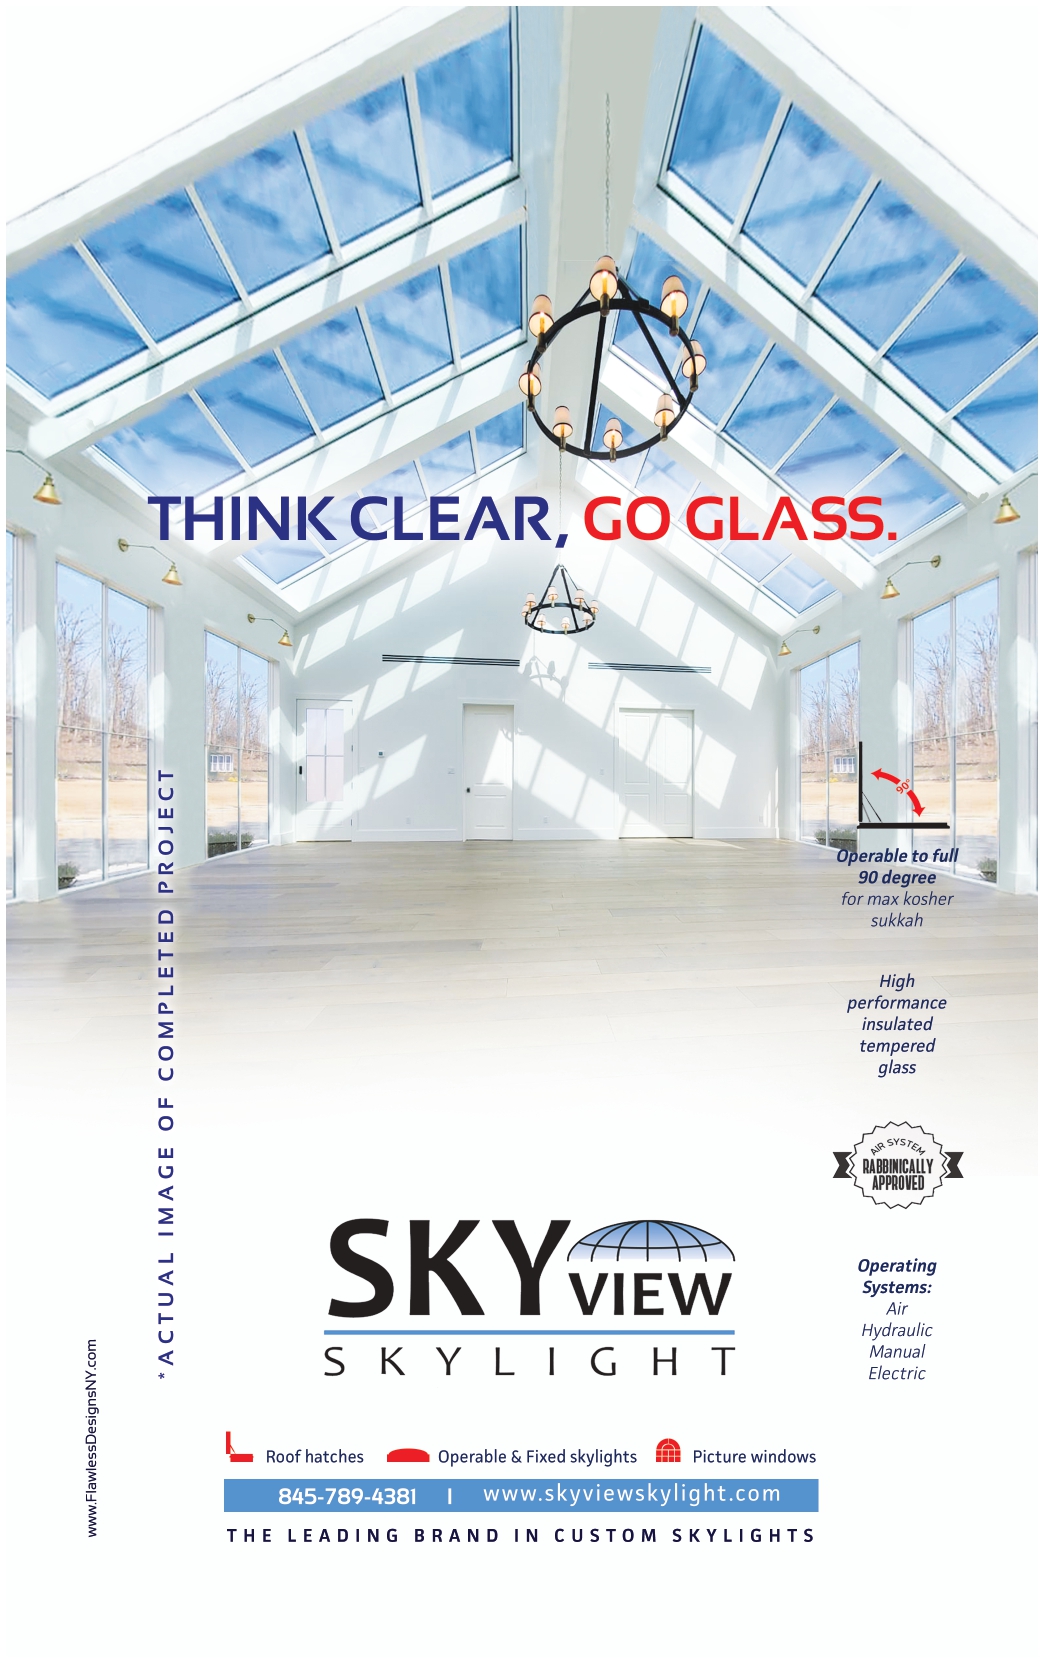 THINK CLEAR, GO GLASS.
* ACTUAL IMAGE OF COMPLETED PROJECT
90°
Operable to full
90 degree
for max kosher
sukkah
High
performance
insulated
tempered
glass
AIR SYSTEM
RABBINICALLY
APPROVED
Operating
Systems:
Air
Hydraulic
Manual
Electric
SKY VIEW
SKYLIGHT
www.FlawlessDesignsNY.com
Roof hatches Operable & Fixed skylights Picture windows
845-789-4381 | www.skyviewskylight.com
THE LEADING BRAND IN CUSTOM SKYLIGHTS